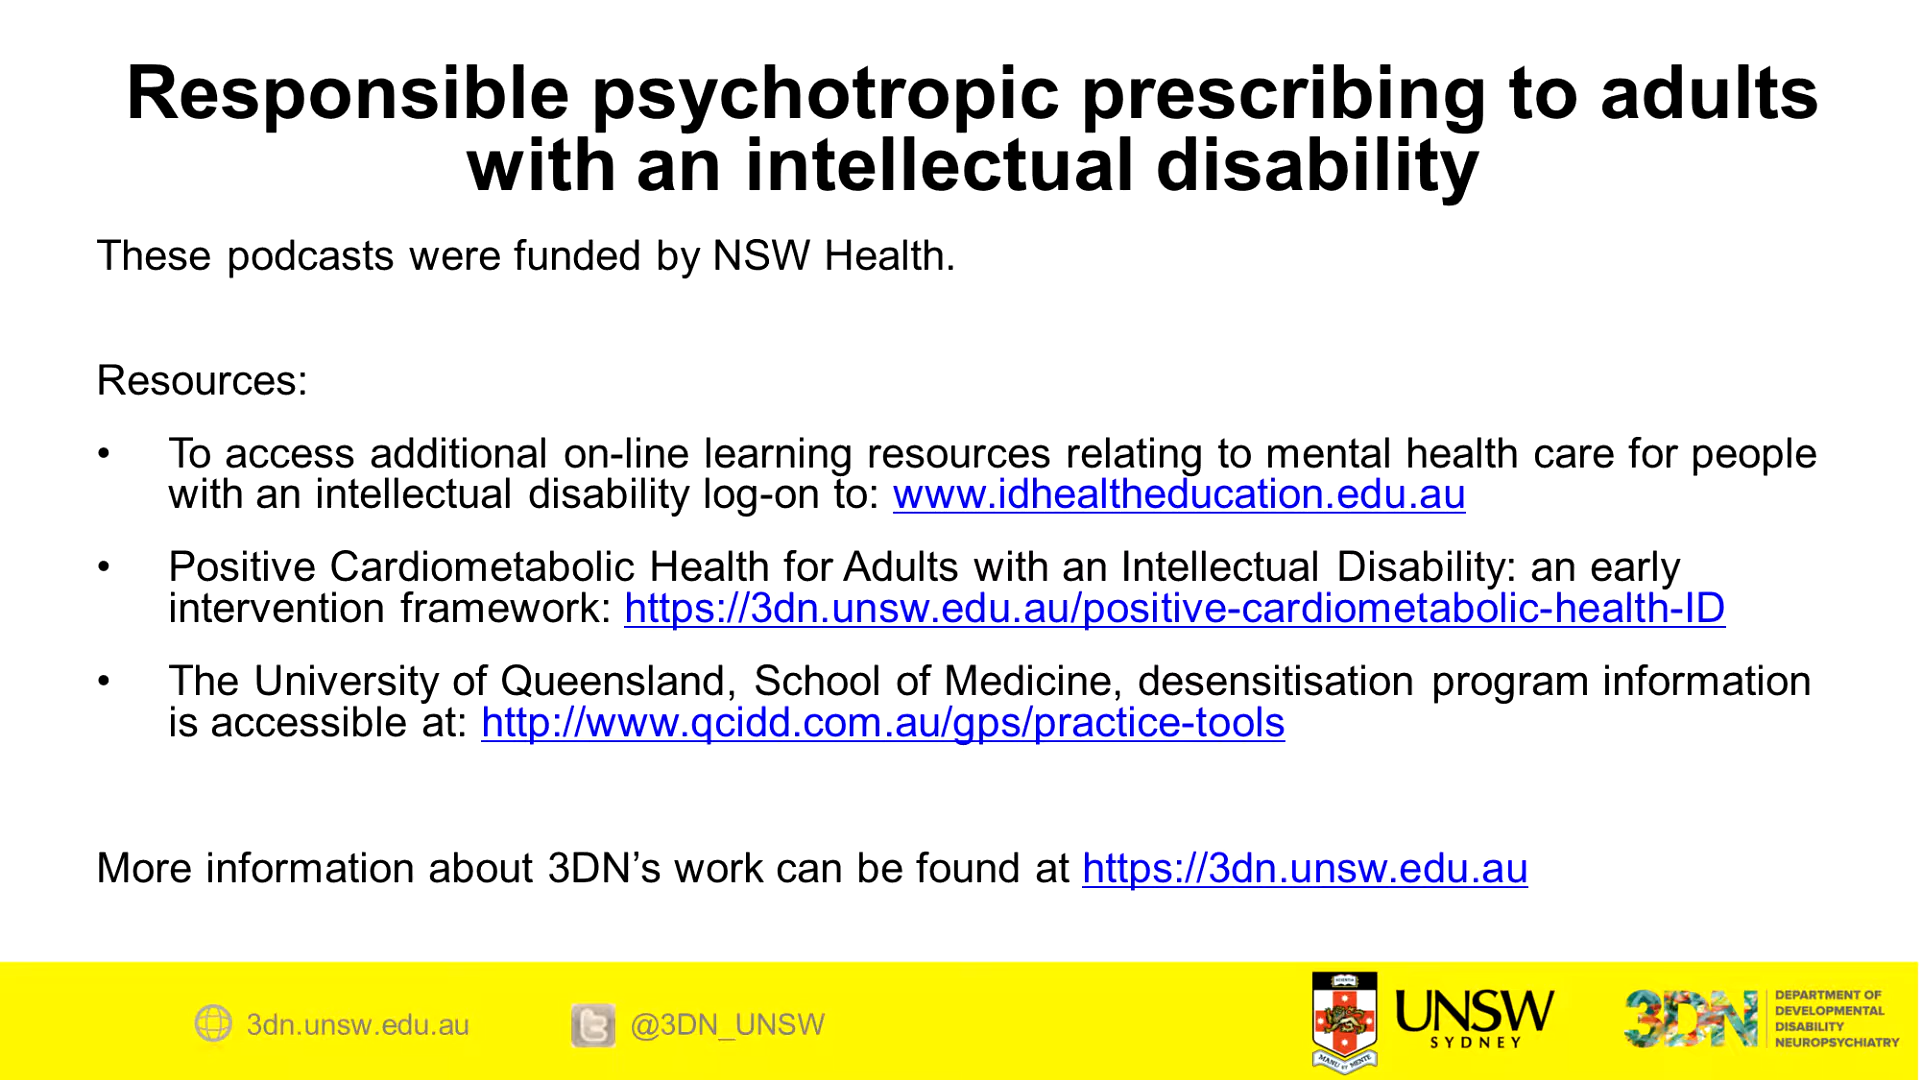 Responsible psychotropic prescribing to adults
with an intellectual disability
These podcasts were funded by NSW Health.
Resources:
• To access additional on-line learning resources relating to mental health care for people
with an intellectual disability log-on to: www.idhealtheducation.edu.au
• Positive Cardiometabolic Health for Adults with an Intellectual Disability: an early
intervention framework: https://3dn.unsw.edu.au/positive-cardiometabolic-health-ID
• The University of Queensland, School of Medicine, desensitisation program information
is accessible at: http://www.qcidd.com.au/gps/practice-tools
More information about 3DN’s work can be found at https://3dn.unsw.edu.au
3dn.unsw.edu.au
@3DN_UNSW
SCIENTIA
MANU ET MENTE
UNSW
SYDNEY
3DN
DEPARTMENT OF
DEVELOPMENTAL
DISABILITY
NEUROPSYCHIATRY